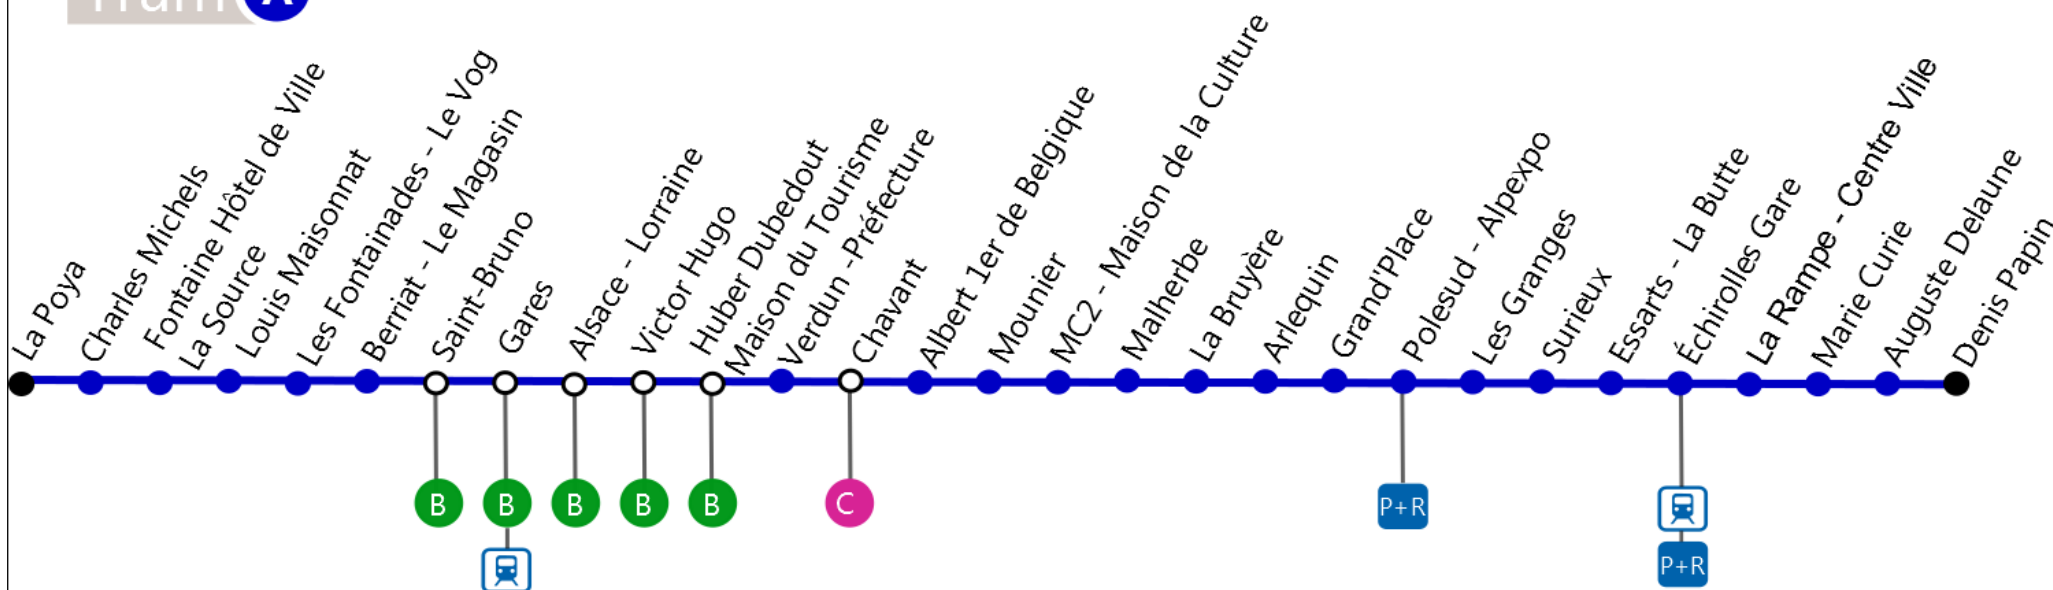 Tram A
La Poya
Charles Michels
Fontaine Hôtel de Ville
La Source
Louis Maisonnat
Les Fontainades - Le Vog
Berriat - Le Magasin
Saint-Bruno
Gares
Alsace - Lorraine
Victor Hugo
Huber Dubedout
Maison du Tourisme
Verdun -Préfecture
Chavant
Albert 1er de Belgique
Mounier
MC2 - Maison de la Culture
Malherbe
La Bruyère
Arlequin
Grand'Place
Polesud - Alpexpo
Les Granges
Surieux
Essarts - La Butte
Échirolles Gare
La Rampe - Centre Ville
Marie Curie
Auguste Delaune
Denis Papin
B
B
B
B
B
C
P+R
P+R